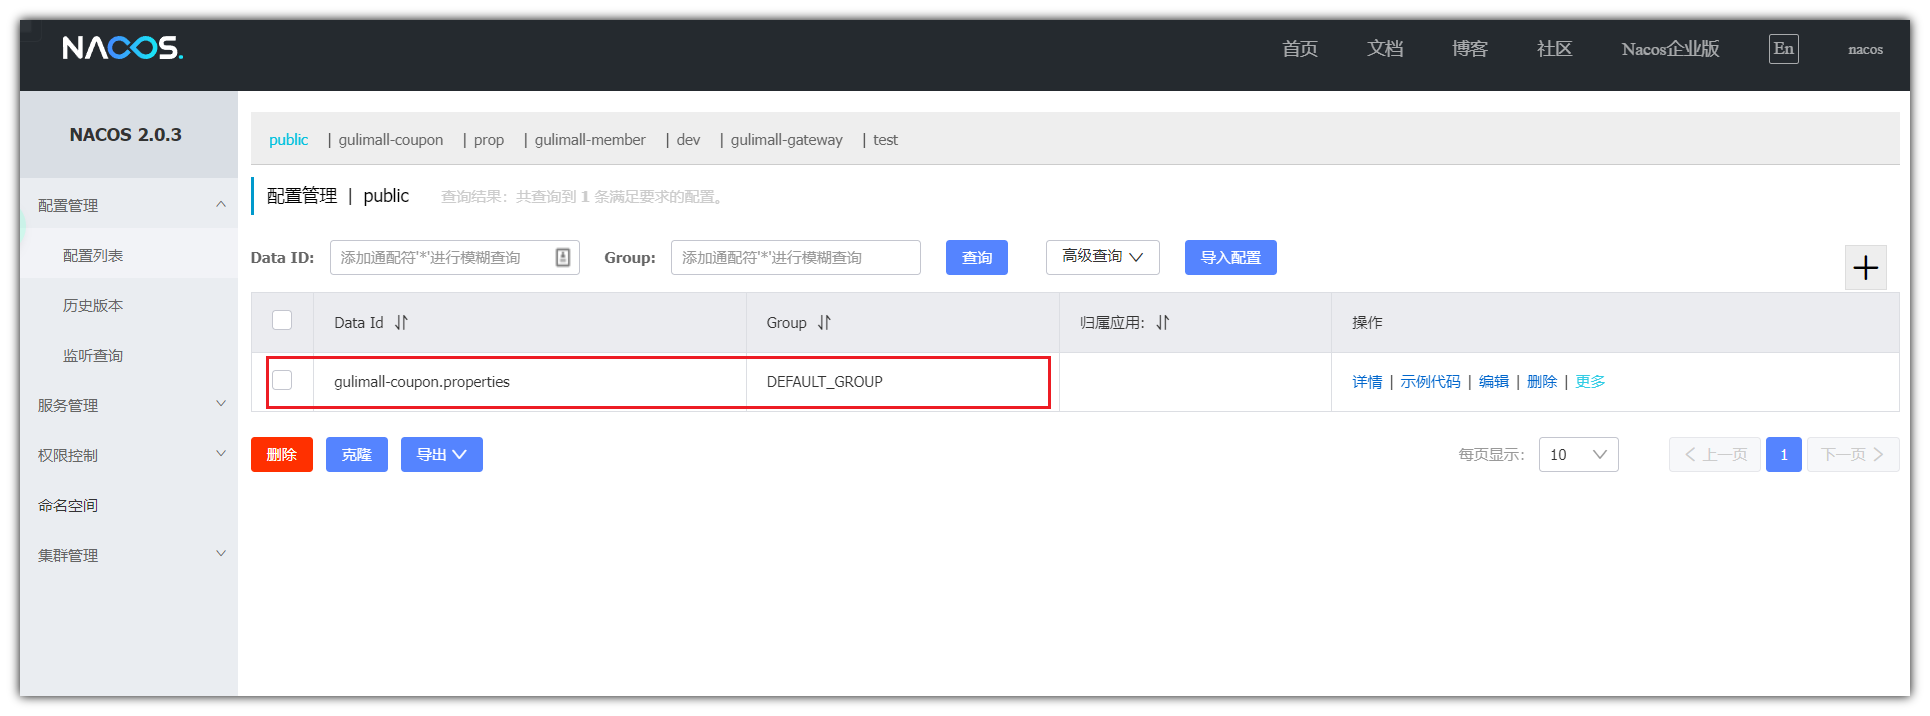 NACOS.
首页 文档 博客 社区 Nacos企业版 En nacos
NACOS 2.0.3
配置管理
配置列表
历史版本
监听查询
服务管理
权限控制
命名空间
集群管理
public | gulimall-coupon | prop | gulimall-member | dev | gulimall-gateway | test
配置管理 | public 查询结果：共查询到 1 条满足要求的配置。
Data ID: 添加通配符'*'进行模糊查询 Group: 添加通配符'*'进行模糊查询 查询 高级查询 导入配置
Data Id Group 归属应用: 操作
gulimall-coupon.properties DEFAULT_GROUP 详情 | 示例代码 | 编辑 | 删除 | 更多
删除 克隆 导出 每页显示: 10 上一页 1 下一页